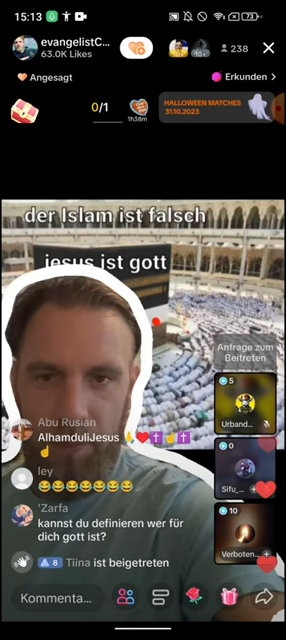 15:13
73
evangelistC...
63.0K Likes
238
Angesagt
Erkunden >
0/1
1h38m
HALLOWEEN MATCHES
31.10.2023
der Islam ist falsch
jesus ist gott
Anfrage zum
Beitreten
5
Urband...
0
Sifu_...
10
Verboten...
Abu Rusian
AlhamduliJesus 🙏❤️✝️☝️✝️
☝️
ley
😂😂😂😂😂😂😂
'Zarfa
kannst du definieren wer für
dich gott ist?
8 Tiina ist beigetreten
Kommenta...